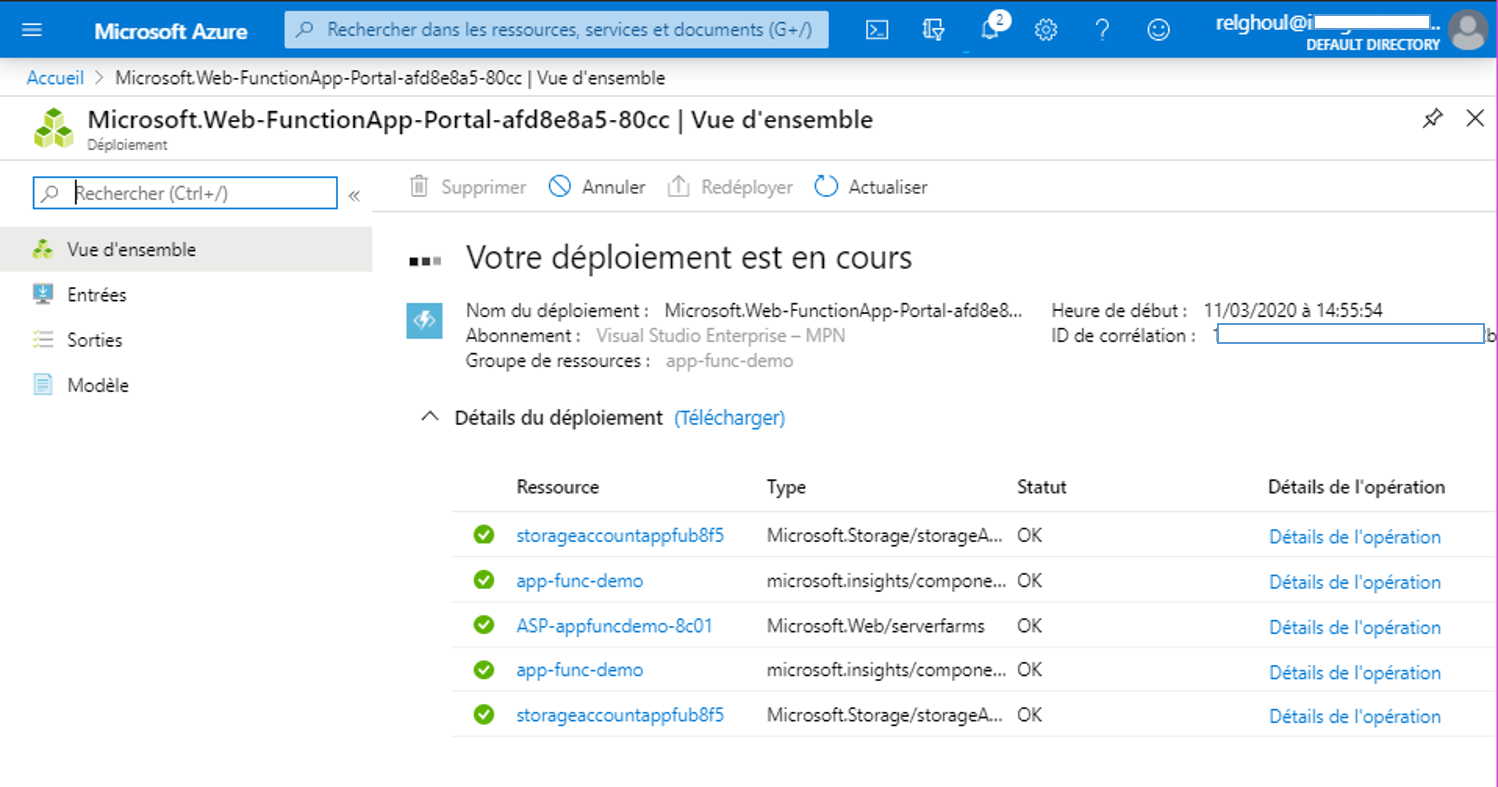 Microsoft Azure
Rechercher dans les ressources, services et documents (G+/)
2
relghoul@i
..
DEFAULT DIRECTORY
Accueil > Microsoft.Web-FunctionApp-Portal-afd8e8a5-80cc | Vue d'ensemble
Microsoft.Web-FunctionApp-Portal-afd8e8a5-80cc | Vue d'ensemble
Déploiement
Rechercher (Ctrl+/)
«
Supprimer Annuler Redéployer Actualiser
Vue d'ensemble
Entrées
Sorties
Modèle
Votre déploiement est en cours
Nom du déploiement : Microsoft.Web-FunctionApp-Portal-afd8e8...
Abonnement : Visual Studio Enterprise – MPN
Groupe de ressources : app-func-demo
Heure de début : 11/03/2020 à 14:55:54
ID de corrélation :
Détails du déploiement (Télécharger)
Ressource Type Statut Détails de l'opération
storageaccountappfub8f5 Microsoft.Storage/storageA... OK Détails de l'opération
app-func-demo microsoft.insights/compone... OK Détails de l'opération
ASP-appfuncdemo-8c01 Microsoft.Web/serverfarms OK Détails de l'opération
app-func-demo microsoft.insights/compone... OK Détails de l'opération
storageaccountappfub8f5 Microsoft.Storage/storageA... OK Détails de l'opération